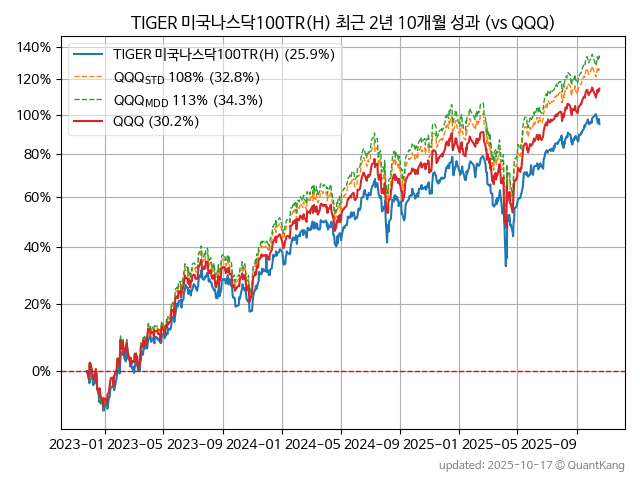 TIGER 미국나스닥100TR(H) 최근 2년 10개월 성과 (vs QQQ)
140%
120%
100%
80%
60%
40%
20%
0%
TIGER 미국나스닥100TR(H) (25.9%)
QQQSTD 108% (32.8%)
QQQMDD 113% (34.3%)
QQQ (30.2%)
2023-01 2023-05 2023-09 2024-01 2024-05 2024-09 2025-01 2025-05 2025-09
updated: 2025-10-17 © QuantKang